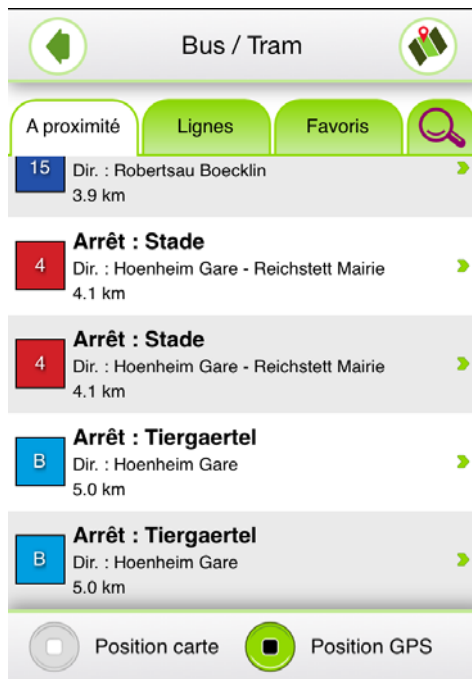 Bus / Tram
A proximité
Lignes
Favoris
15
Dir. : Robertsau Boecklin
3.9 km
4
Arrêt : Stade
Dir. : Hoenheim Gare - Reichstett Mairie
4.1 km
4
Arrêt : Stade
Dir. : Hoenheim Gare - Reichstett Mairie
4.1 km
B
Arrêt : Tiergaertel
Dir. : Hoenheim Gare
5.0 km
B
Arrêt : Tiergaertel
Dir. : Hoenheim Gare
5.0 km
Position carte
Position GPS